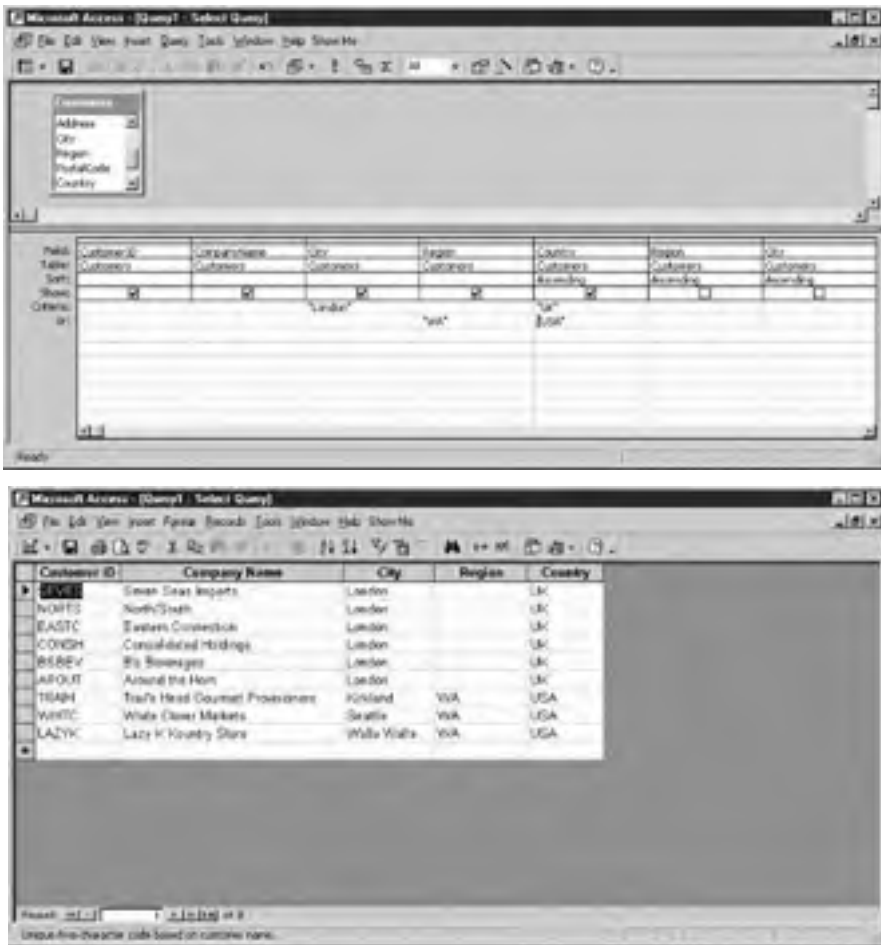 Microsoft Access - [Query1 : Select Query]
File Edit View Insert Query Tools Window Help Show Me
All
Customers
Address
City
Region
PostalCode
Country
Field: CustomerID CompanyName City Region Country Region City
Table: Customers Customers Customers Customers Customers Customers Customers
Sort: Ascending Ascending Ascending
Show:
Criteria: "London" "UK"
or: "WA" "USA"
Ready
Microsoft Access - [Query1 : Select Query]
File Edit View Insert Format Records Tools Window Help Show Me
Customer ID Company Name City Region Country
SEVES Seven Seas Imports London UK
NORTS North/South London UK
EASTC Eastern Connection London UK
CONSH Consolidated Holdings London UK
BSBEV B's Beverages London UK
AROUT Around the Horn London UK
TRAIH Trail's Head Gourmet Provisioners Kirkland WA USA
WHITC White Clover Markets Seattle WA USA
LAZYK Lazy K Kountry Store Walla Walla WA USA
Record: 1 of 9
Unique five-character code based on customer name.